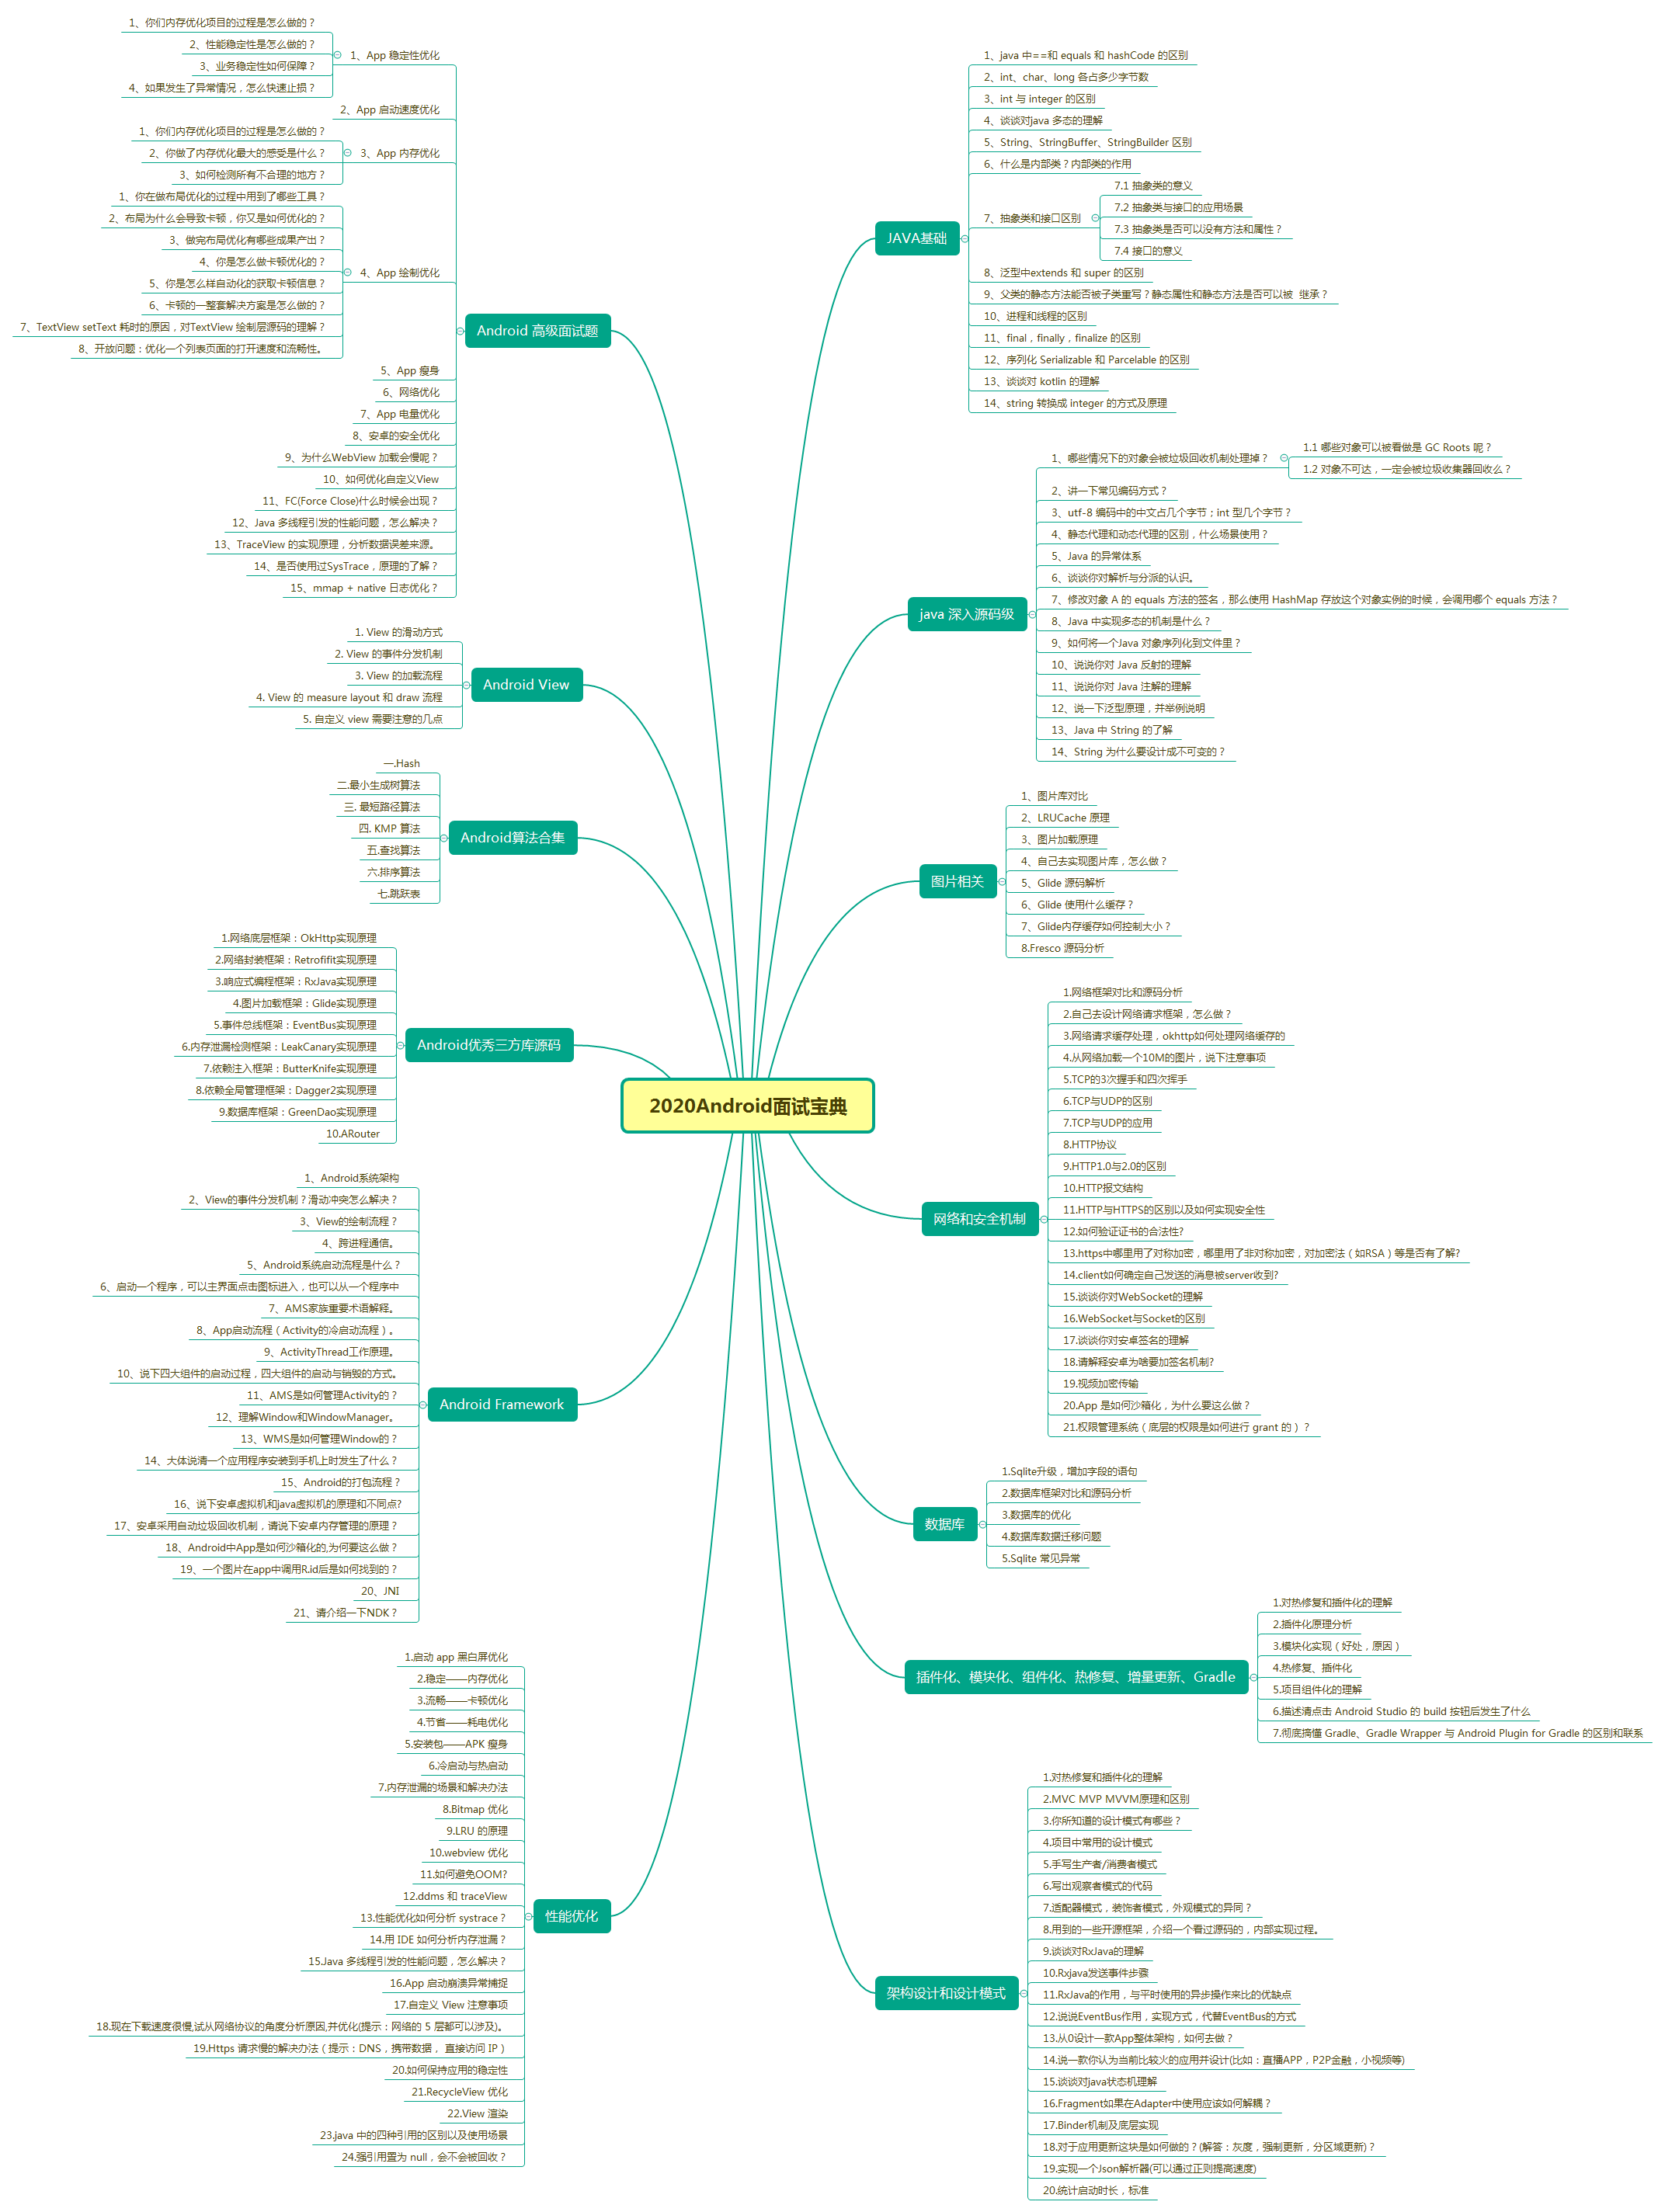 2020Android面试宝典
Android 高级面试题
1、App 稳定性优化
1、你们内存优化项目的过程是怎么做的？
2、性能稳定性是怎么做的？
3、业务稳定性如何保障？
4、如果发生了异常情况，怎么快速止损？
2、App 启动速度优化
3、App 内存优化
1、你们内存优化项目的过程是怎么做的？
2、你做了内存优化最大的感受是什么？
3、如何检测所有不合理的地方？
4、App 绘制优化
1、你在做布局优化的过程中用到了哪些工具？
2、布局为什么会导致卡顿，你又是如何优化的？
3、做完布局优化有哪些成果产出？
4、你是怎么做卡顿优化的？
5、你是怎么样自动化的获取卡顿信息？
6、卡顿的一整套解决方案是怎么做的？
7、TextView setText 耗时的原因，对TextView 绘制层源码的理解？
8、开放问题：优化一个列表页面的打开速度和流畅性。
5、App 瘦身
6、网络优化
7、App 电量优化
8、安卓的安全优化
9、为什么WebView 加载会慢呢？
10、如何优化自定义View
11、FC(Force Close)什么时候会出现？
12、Java 多线程引发的性能问题，怎么解决？
13、TraceView 的实现原理，分析数据误差来源。
14、是否使用过SysTrace，原理的了解？
15、mmap + native 日志优化？
Android View
1. View 的滑动方式
2. View 的事件分发机制
3. View 的加载流程
4. View 的 measure layout 和 draw 流程
5. 自定义 view 需要注意的几点
Android算法合集
一.Hash
二.最小生成树算法
三. 最短路径算法
四. KMP 算法
五.查找算法
六.排序算法
七.跳跃表
Android优秀三方库源码
1.网络底层框架：OkHttp实现原理
2.网络封装框架：Retrofifit实现原理
3.响应式编程框架：RxJava实现原理
4.图片加载框架：Glide实现原理
5.事件总线框架：EventBus实现原理
6.内存泄漏检测框架：LeakCanary实现原理
7.依赖注入框架：ButterKnife实现原理
8.依赖全局管理框架：Dagger2实现原理
9.数据库框架：GreenDao实现原理
10.ARouter
Android Framework
1、Android系统架构
2、View的事件分发机制？滑动冲突怎么解决？
3、View的绘制流程？
4、跨进程通信。
5、Android系统启动流程是什么？
6、启动一个程序，可以主界面点击图标进入，也可以从一个程序中
7、AMS家族重要术语解释。
8、App启动流程（Activity的冷启动流程）。
9、ActivityThread工作原理。
10、说下四大组件的启动过程，四大组件的启动与销毁的方式。
11、AMS是如何管理Activity的？
12、理解Window和WindowManager。
13、WMS是如何管理Window的？
14、大体说清一个应用程序安装到手机上时发生了什么？
15、Android的打包流程？
16、说下安卓虚拟机和java虚拟机的原理和不同点?
17、安卓采用自动垃圾回收机制，请说下安卓内存管理的原理？
18、Android中App是如何沙箱化的,为何要这么做？
19、一个图片在app中调用R.id后是如何找到的？
20、JNI
21、请介绍一下NDK？
性能优化
1.启动 app 黑白屏优化
2.稳定——内存优化
3.流畅——卡顿优化
4.节省——耗电优化
5.安装包——APK 瘦身
6.冷启动与热启动
7.内存泄漏的场景和解决办法
8.Bitmap 优化
9.LRU 的原理
10.webview 优化
11.如何避免OOM?
12.ddms 和 traceView
13.性能优化如何分析 systrace？
14.用 IDE 如何分析内存泄漏？
15.Java 多线程引发的性能问题，怎么解决？
16.App 启动崩溃异常捕捉
17.自定义 View 注意事项
18.现在下载速度很慢,试从网络协议的角度分析原因,并优化(提示：网络的 5 层都可以涉及)。
19.Https 请求慢的解决办法（提示：DNS，携带数据， 直接访问 IP）
20.如何保持应用的稳定性
21.RecycleView 优化
22.View 渲染
23.java 中的四种引用的区别以及使用场景
24.强引用置为 null，会不会被回收？
JAVA基础
1、java 中==和 equals 和 hashCode 的区别
2、int、char、long 各占多少字节数
3、int 与 integer 的区别
4、谈谈对java 多态的理解
5、String、StringBuffer、StringBuilder 区别
6、什么是内部类？内部类的作用
7、抽象类和接口区别
7.1 抽象类的意义
7.2 抽象类与接口的应用场景
7.3 抽象类是否可以没有方法和属性？
7.4 接口的意义
8、泛型中extends 和 super 的区别
9、父类的静态方法能否被子类重写？静态属性和静态方法是否可以被 继承？
10、进程和线程的区别
11、final，finally，finalize 的区别
12、序列化 Serializable 和 Parcelable 的区别
13、谈谈对 kotlin 的理解
14、string 转换成 integer 的方式及原理
java 深入源码级
1、哪些情况下的对象会被垃圾回收机制处理掉？
1.1 哪些对象可以被看做是 GC Roots 呢？
1.2 对象不可达，一定会被垃圾收集器回收么？
2、讲一下常见编码方式？
3、utf-8 编码中的中文占几个字节；int 型几个字节？
4、静态代理和动态代理的区别，什么场景使用？
5、Java 的异常体系
6、谈谈你对解析与分派的认识。
7、修改对象 A 的 equals 方法的签名，那么使用 HashMap 存放这个对象实例的时候，会调用哪个 equals 方法？
8、Java 中实现多态的机制是什么？
9、如何将一个Java 对象序列化到文件里？
10、说说你对 Java 反射的理解
11、说说你对 Java 注解的理解
12、说一下泛型原理，并举例说明
13、Java 中 String 的了解
14、String 为什么要设计成不可变的？
图片相关
1、图片库对比
2、LRUCache 原理
3、图片加载原理
4、自己去实现图片库，怎么做？
5、Glide 源码解析
6、Glide 使用什么缓存？
7、Glide内存缓存如何控制大小？
8.Fresco 源码分析
网络和安全机制
1.网络框架对比和源码分析
2.自己去设计网络请求框架，怎么做？
3.网络请求缓存处理，okhttp如何处理网络缓存的
4.从网络加载一个10M的图片，说下注意事项
5.TCP的3次握手和四次挥手
6.TCP与UDP的区别
7.TCP与UDP的应用
8.HTTP协议
9.HTTP1.0与2.0的区别
10.HTTP报文结构
11.HTTP与HTTPS的区别以及如何实现安全性
12.如何验证证书的合法性?
13.https中哪里用了对称加密，哪里用了非对称加密，对加密法（如RSA）等是否有了解?
14.client如何确定自己发送的消息被server收到?
15.谈谈你对WebSocket的理解
16.WebSocket与Socket的区别
17.谈谈你对安卓签名的理解
18.请解释安卓为啥要加签名机制?
19.视频加密传输
20.App 是如何沙箱化，为什么要这么做？
21.权限管理系统（底层的权限是如何进行 grant 的）？
数据库
1.Sqlite升级，增加字段的语句
2.数据库框架对比和源码分析
3.数据库的优化
4.数据库数据迁移问题
5.Sqlite 常见异常
插件化、模块化、组件化、热修复、增量更新、Gradle
1.对热修复和插件化的理解
2.插件化原理分析
3.模块化实现（好处，原因）
4.热修复、插件化
5.项目组件化的理解
6.描述清点击 Android Studio 的 build 按钮后发生了什么
7.彻底搞懂 Gradle、Gradle Wrapper 与 Android Plugin for Gradle 的区别和联系
架构设计和设计模式
1.对热修复和插件化的理解
2.MVC MVP MVVM原理和区别
3.你所知道的设计模式有哪些？
4.项目中常用的设计模式
5.手写生产者/消费者模式
6.写出观察者模式的代码
7.适配器模式，装饰者模式，外观模式的异同？
8.用到的一些开源框架，介绍一个看过源码的，内部实现过程。
9.谈谈对RxJava的理解
10.Rxjava发送事件步骤
11.RxJava的作用，与平时使用的异步操作来比的优缺点
12.说说EventBus作用，实现方式，代替EventBus的方式
13.从0设计一款App整体架构，如何去做？
14.说一款你认为当前比较火的应用并设计(比如：直播APP，P2P金融，小视频等)
15.谈谈对java状态机理解
16.Fragment如果在Adapter中使用应该如何解耦？
17.Binder机制及底层实现
18.对于应用更新这块是如何做的？(解答：灰度，强制更新，分区域更新)？
19.实现一个Json解析器(可以通过正则提高速度)
20.统计启动时长，标准